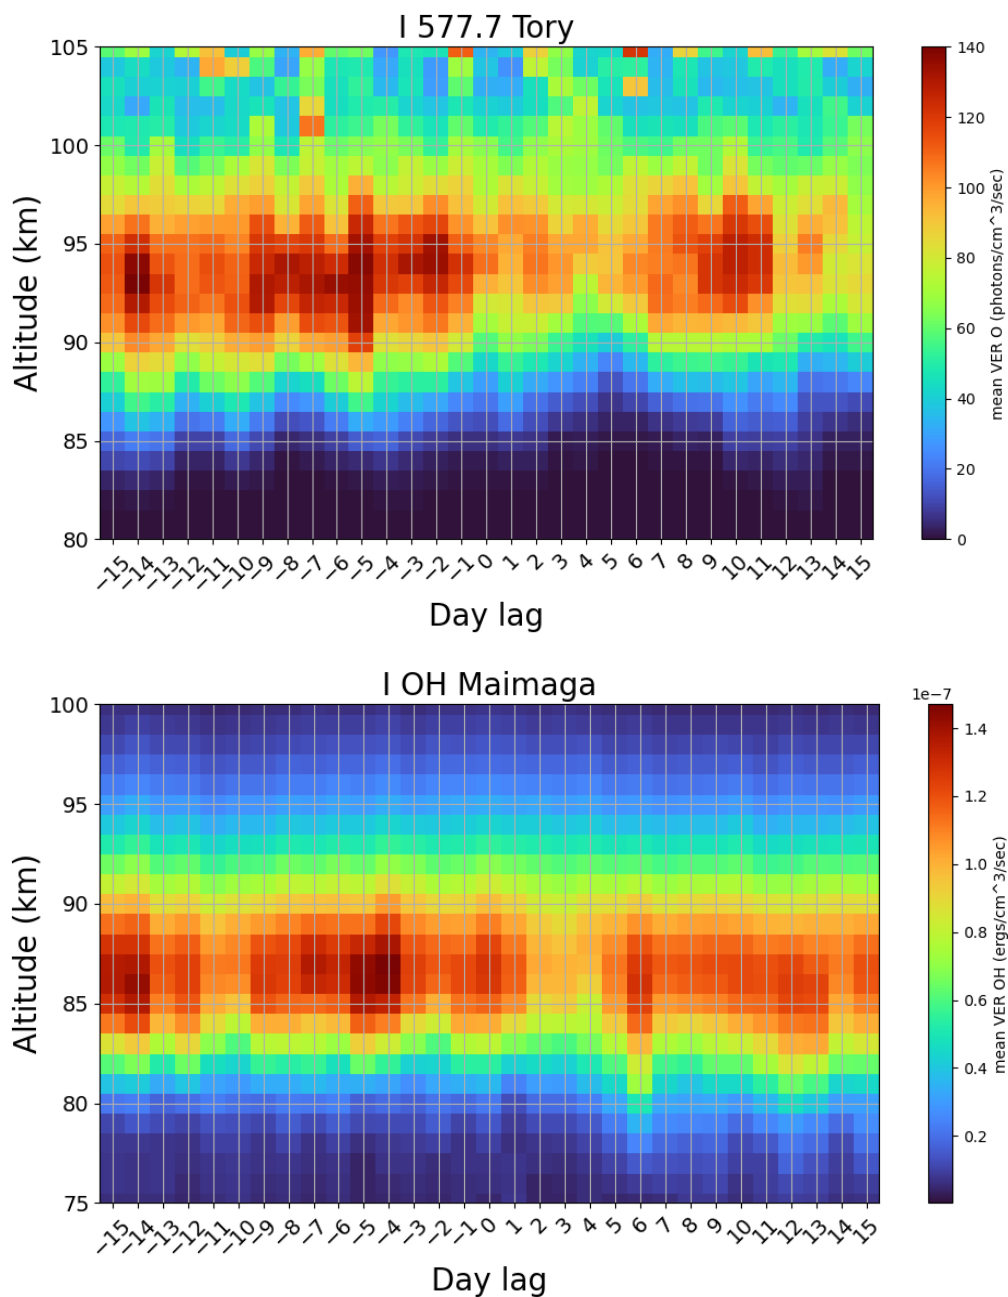 I 577.7 Tory
Altitude (km)
105
100
95
90
85
80
−15 −14 −13 −12 −11 −10 −9 −8 −7 −6 −5 −4 −3 −2 −1 0 1 2 3 4 5 6 7 8 9 10 11 12 13 14 15
Day lag
140
120
100
80
60
40
20
0
mean VER O (photons/cm^3/sec)
I OH Maimaga
Altitude (km)
100
95
90
85
80
75
−15 −14 −13 −12 −11 −10 −9 −8 −7 −6 −5 −4 −3 −2 −1 0 1 2 3 4 5 6 7 8 9 10 11 12 13 14 15
Day lag
1e−7
1.4
1.2
1.0
0.8
0.6
0.4
0.2
mean VER OH (ergs/cm^3/sec)